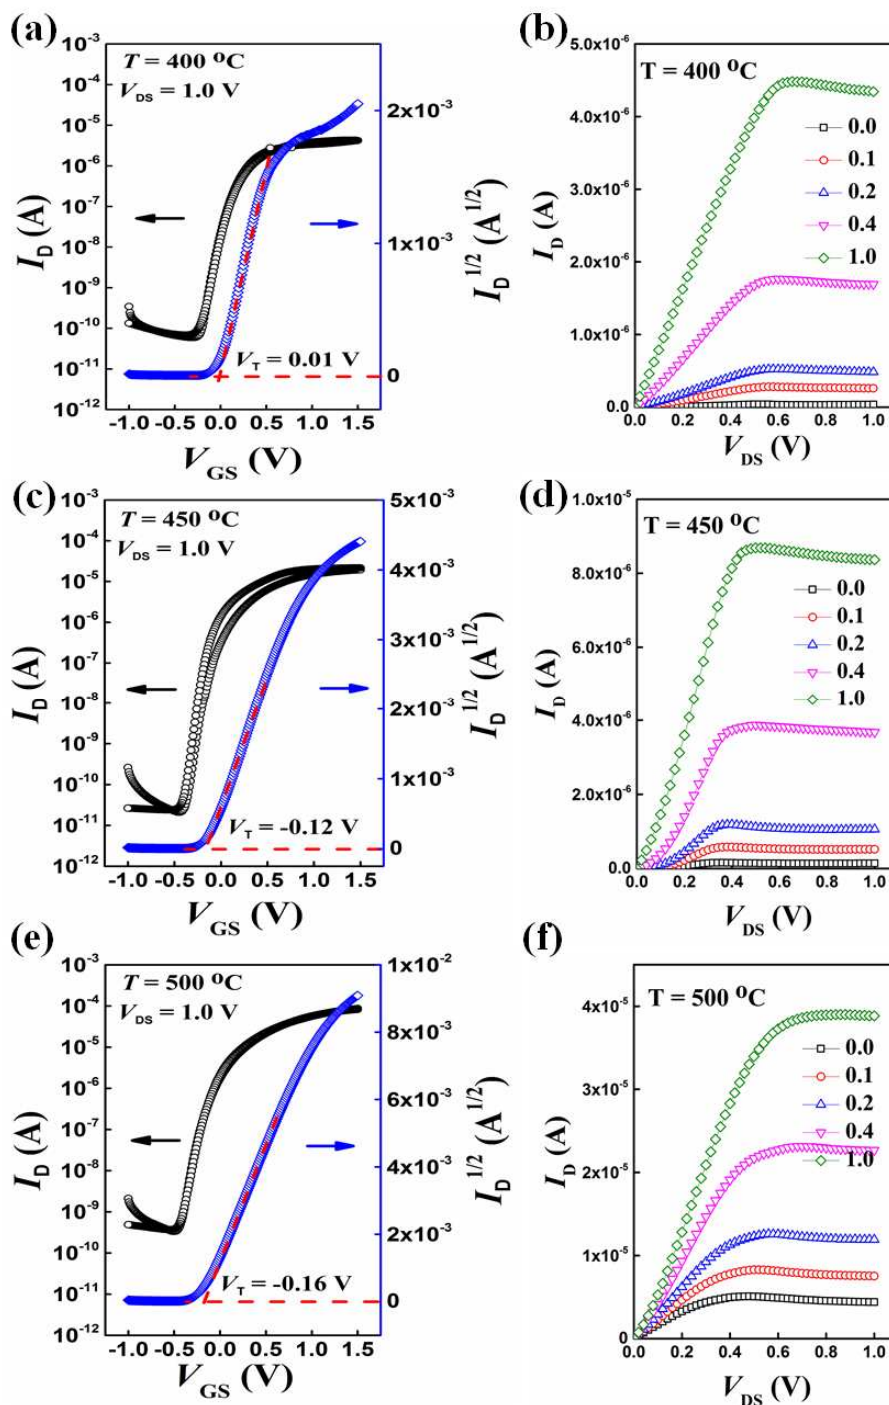 (a)
T = 400 °C
V_DS = 1.0 V
10⁻³
10⁻⁴
10⁻⁵
10⁻⁶
10⁻⁷
10⁻⁸
10⁻⁹
10⁻¹⁰
10⁻¹¹
10⁻¹²
I_D (A)
2x10⁻³
1x10⁻³
0
I_D^1/2 (A^1/2)
V_T = 0.01 V
-1.0 -0.5 0.0 0.5 1.0 1.5
V_GS (V)
(b)
T = 400 °C
5.0x10⁻⁶
4.0x10⁻⁶
3.0x10⁻⁶
2.0x10⁻⁶
1.0x10⁻⁶
0.0
I_D (A)
0.0
0.1
0.2
0.4
1.0
0.0 0.2 0.4 0.6 0.8 1.0
V_DS (V)
(c)
T = 450 °C
V_DS = 1.0 V
10⁻³
10⁻⁴
10⁻⁵
10⁻⁶
10⁻⁷
10⁻⁸
10⁻⁹
10⁻¹⁰
10⁻¹¹
10⁻¹²
I_D (A)
5x10⁻³
4x10⁻³
3x10⁻³
2x10⁻³
1x10⁻³
0
I_D^1/2 (A^1/2)
V_T = -0.12 V
-1.0 -0.5 0.0 0.5 1.0 1.5
V_GS (V)
(d)
T = 450 °C
1.0x10⁻⁵
8.0x10⁻⁶
6.0x10⁻⁶
4.0x10⁻⁶
2.0x10⁻⁶
0.0
I_D (A)
0.0
0.1
0.2
0.4
1.0
0.0 0.2 0.4 0.6 0.8 1.0
V_DS (V)
(e)
T = 500 °C
V_DS = 1.0 V
10⁻³
10⁻⁴
10⁻⁵
10⁻⁶
10⁻⁷
10⁻⁸
10⁻⁹
10⁻¹⁰
10⁻¹¹
10⁻¹²
I_D (A)
1x10⁻²
8x10⁻³
6x10⁻³
4x10⁻³
2x10⁻³
0
I_D^1/2 (A^1/2)
V_T = -0.16 V
-1.0 -0.5 0.0 0.5 1.0 1.5
V_GS (V)
(f)
T = 500 °C
4x10⁻⁵
3x10⁻⁵
2x10⁻⁵
1x10⁻⁵
0
I_D (A)
0.0
0.1
0.2
0.4
1.0
0.0 0.2 0.4 0.6 0.8 1.0
V_DS (V)